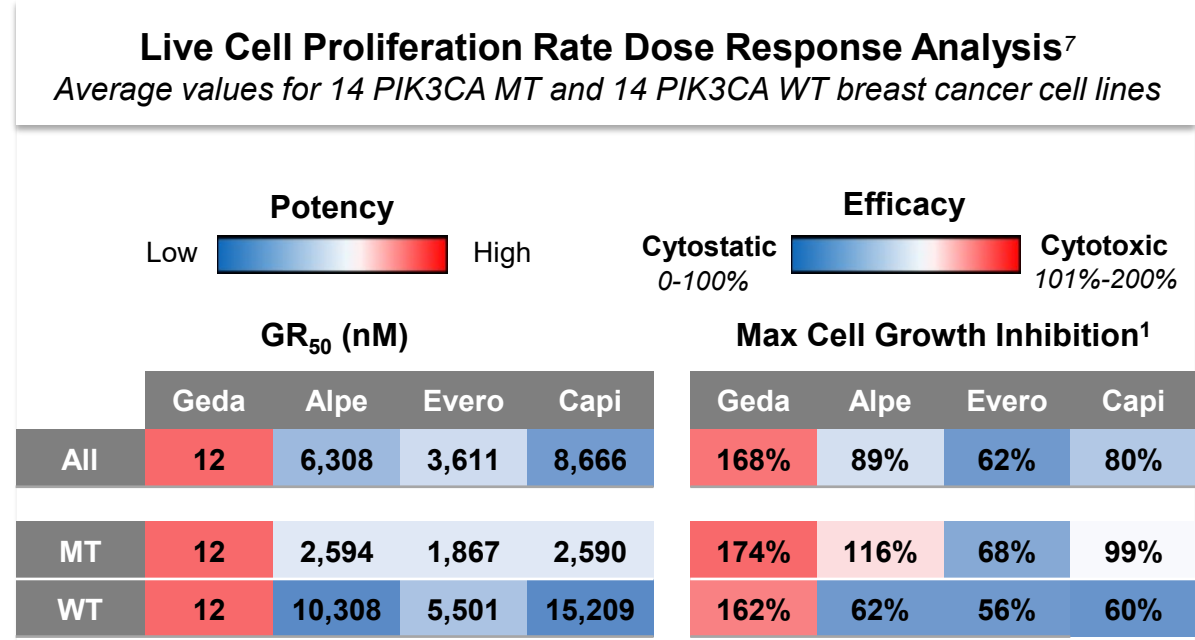 Live Cell Proliferation Rate Dose Response Analysis⁷
Average values for 14 PIK3CA MT and 14 PIK3CA WT breast cancer cell lines
Potency
Low High
Efficacy
Cytostatic
0-100%
Cytotoxic
101%-200%
GR₅₀ (nM)
Max Cell Growth Inhibition¹
Geda Alpe Evero Capi Geda Alpe Evero Capi
All 12 6,308 3,611 8,666 168% 89% 62% 80%
MT 12 2,594 1,867 2,590 174% 116% 68% 99%
WT 12 10,308 5,501 15,209 162% 62% 56% 60%